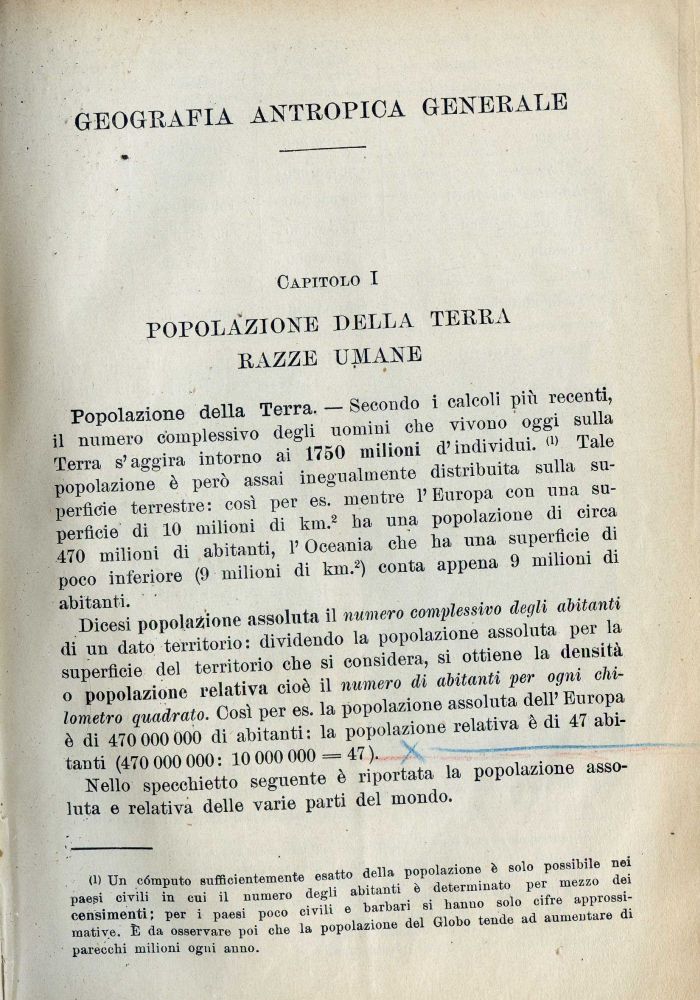 GEOGRAFIA ANTROPICA GENERALE
CAPITOLO I
POPOLAZIONE DELLA TERRA
RAZZE UMANE
Popolazione della Terra. — Secondo i calcoli più recenti,
il numero complessivo degli uomini che vivono oggi sulla
Terra s'aggira intorno ai 1750 milioni d'individui. (1) Tale
popolazione è però assai inegualmente distribuita sulla su-
perficie terrestre: così per es. mentre l'Europa con una su-
perficie di 10 milioni di km.² ha una popolazione di circa
470 milioni di abitanti, l'Oceania che ha una superficie di
poco inferiore (9 milioni di km.²) conta appena 9 milioni di
abitanti.
Dicesi popolazione assoluta il numero complessivo degli abitanti
di un dato territorio: dividendo la popolazione assoluta per la
superficie del territorio che si considera, si ottiene la densità
o popolazione relativa cioè il numero di abitanti per ogni chi-
lometro quadrato. Così per es. la popolazione assoluta dell'Europa
è di 470 000 000 di abitanti: la popolazione relativa è di 47 abi-
tanti (470 000 000: 10 000 000 = 47).
Nello specchietto seguente è riportata la popolazione asso-
luta e relativa delle varie parti del mondo.
(1) Un cómputo sufficientemente esatto della popolazione è solo possibile nei
paesi civili in cui il numero degli abitanti è determinato per mezzo dei
censimenti; per i paesi poco civili e barbari si hanno solo cifre approssi-
mative. È da osservare poi che la popolazione del Globo tende ad aumentare di
parecchi milioni ogni anno.